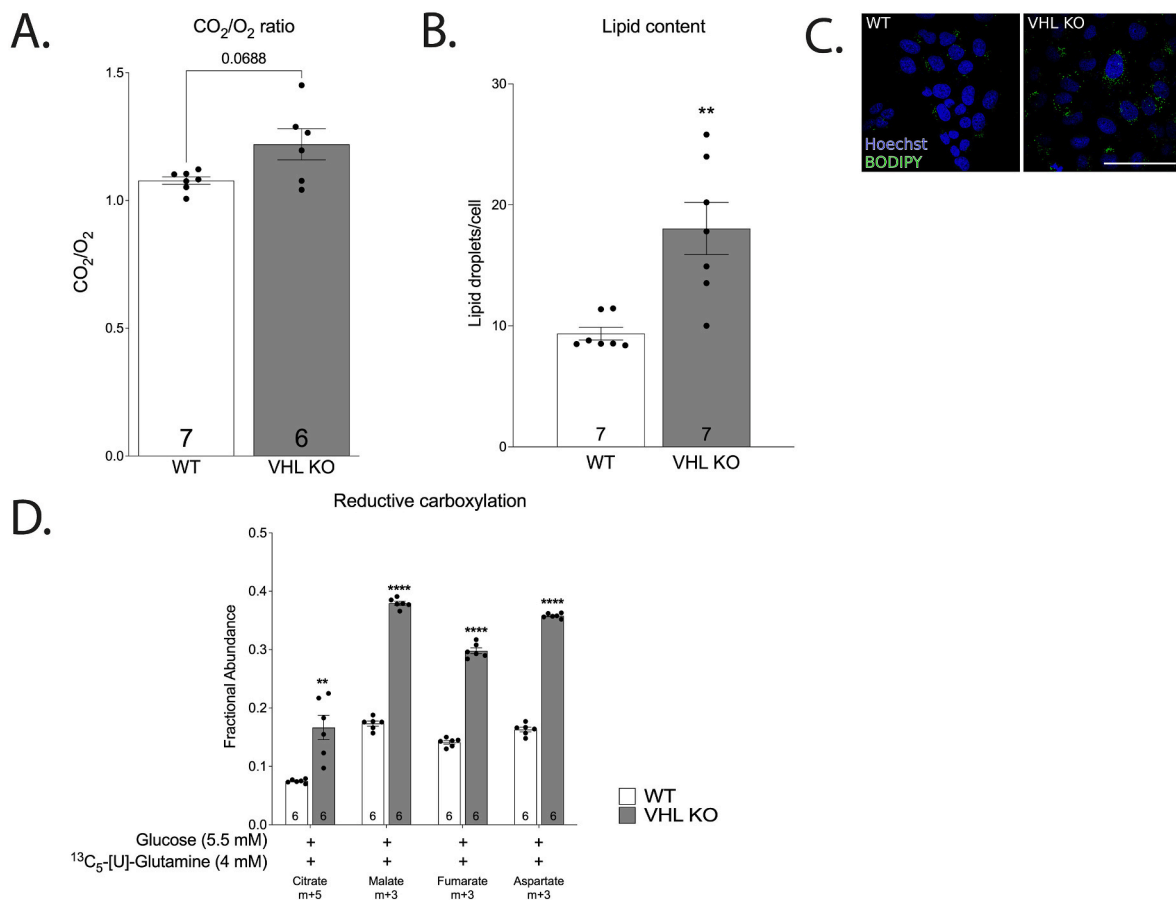 A.
CO₂/O₂ ratio
0.0688
1.5
1.0
0.5
0.0
CO₂/O₂
7
6
WT
VHL KO
B.
Lipid content
**
30
20
10
0
Lipid droplets/cell
7
7
WT
VHL KO
C.
WT
VHL KO
Hoechst
BODIPY
D.
Reductive carboxylation
0.5
0.4
0.3
0.2
0.1
0.0
Fractional Abundance
**
****
****
****
6 6 6 6 6 6 6 6
WT
VHL KO
Glucose (5.5 mM) + + + +
¹³C₅-[U]-Glutamine (4 mM) + + + +
Citrate Malate Fumarate Aspartate
m+5 m+3 m+3 m+3